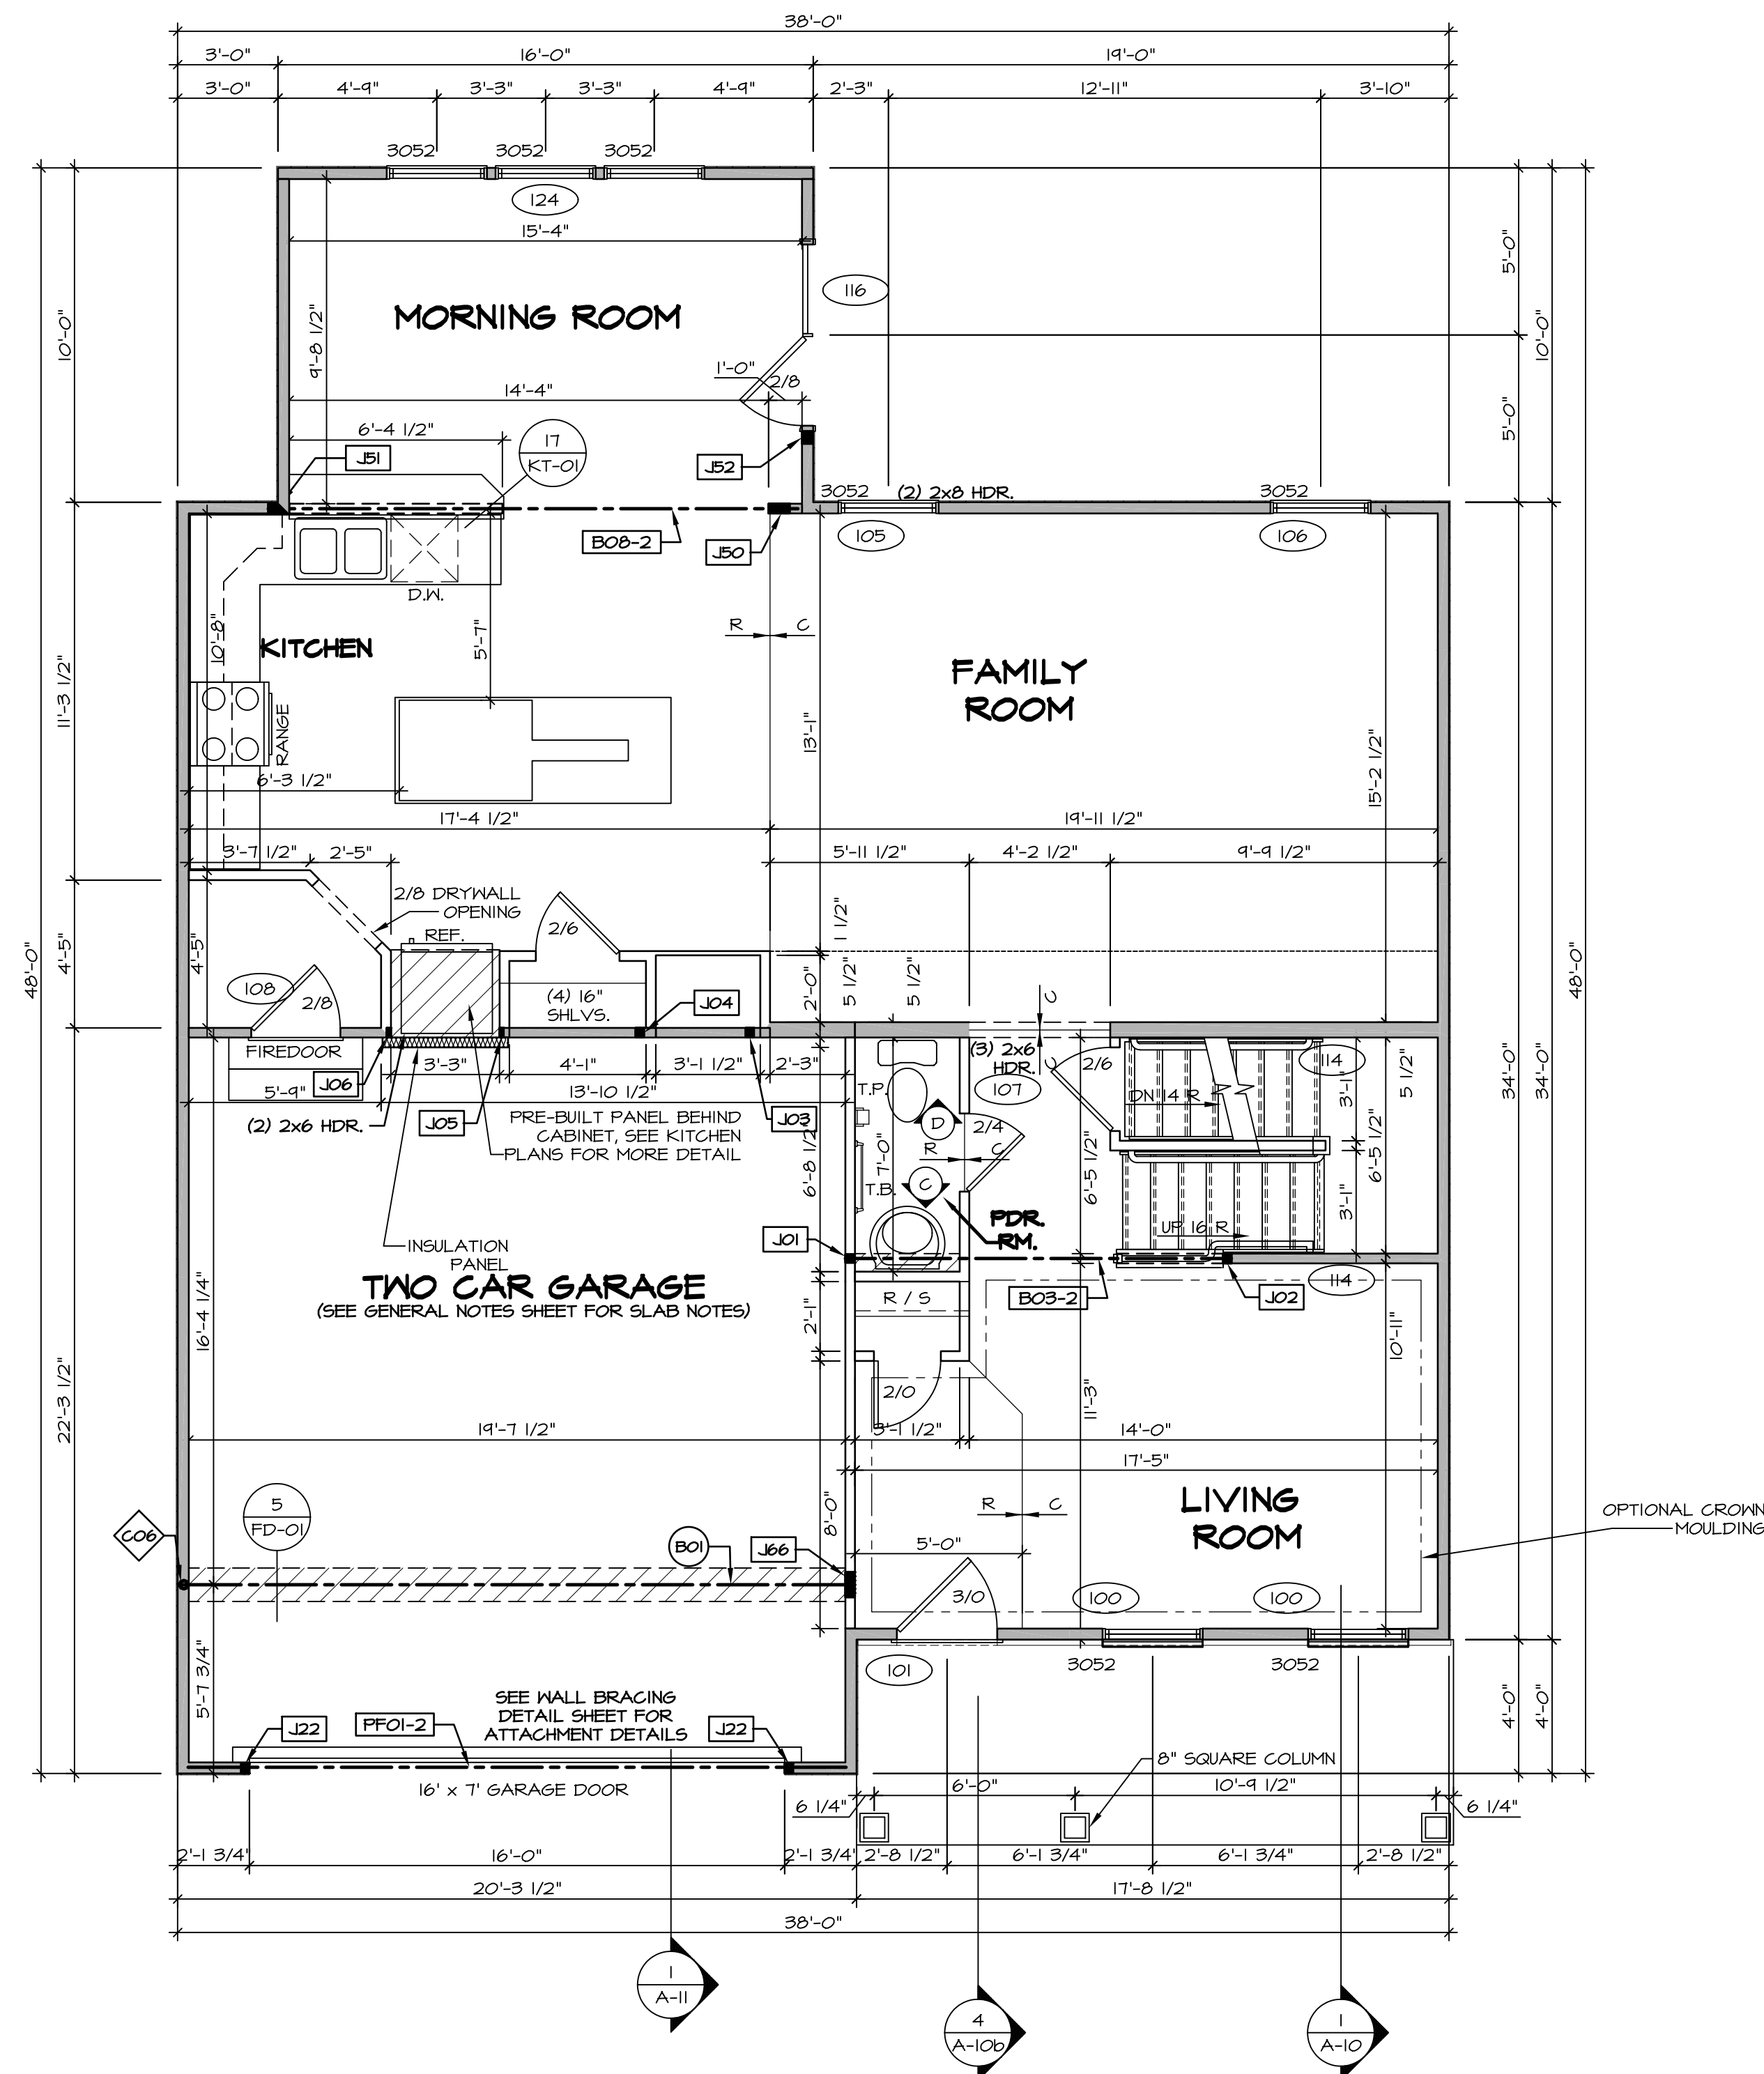 38'-0"
3'-0" 16'-0" 19'-0"
3'-0" 4'-9" 3'-3" 3'-3" 4'-9" 2'-3" 12'-11" 3'-10"
3052 3052 3052
124
15'-4"
116
5'-0"
MORNING ROOM
10'-0"
9'-8 1/2"
10'-0"
1'-0"
2/8
14'-4"
5'-0"
6'-4 1/2"
17
KT-01
J51
J52
3052 (2) 2x8 HDR. 3052
B08-2
J50
105
106
D.W.
10'-8"
KITCHEN
5'-7"
R C
FAMILY
ROOM
11'-3 1/2"
RANGE
13'-1"
15'-2 1/2"
6'-3 1/2"
17'-4 1/2" 19'-11 1/2"
3'-7 1/2" 2'-5" 5'-11 1/2" 4'-2 1/2" 9'-9 1/2"
2/8 DRYWALL
OPENING
REF.
2/6
1 1/2"
48'-0"
4'-5"
4'-5"
48'-0"
108
2/8
(4) 16"
SHLVS.
J04
2'-0"
5 1/2"
5 1/2"
C
C
FIREDOOR
J06
3'-3" 4'-1" 3'-1 1/2" 2'-3"
5'-9" 13'-10 1/2"
(2) 2x6 HDR.
J05
J03
PRE-BUILT PANEL BEHIND
CABINET, SEE KITCHEN
PLANS FOR MORE DETAIL
(3) 2x6
HDR.
107
2/6
114
DN 14 R
3'-1"
5 1/2"
34'-0"
34'-0"
T.P.
D
2/4
R C
T.B.
C
7'-0"
6'-8 1/2"
6'-5 1/2"
6'-5 1/2"
3'-1"
UP 16 R
PDR.
RM.
J01
INSULATION
PANEL
TWO CAR GARAGE
(SEE GENERAL NOTES SHEET FOR SLAB NOTES)
16'-4 1/4"
R / S
2'-1"
B03-2
J02
114
10'-11"
22'-3 1/2"
2/0
11'-3"
19'-7 1/2" 3'-1 1/2" 14'-0"
17'-5"
LIVING
ROOM
5
FD-01
R C
8'-0"
OPTIONAL CROWN
MOULDING
C06
B01
J66
5'-0"
3/0
100
100
101
3052 3052
5'-7 3/4"
SEE WALL BRACING
DETAIL SHEET FOR
ATTACHMENT DETAILS
J22
PF01-2
J22
4'-0"
4'-0"
8" SQUARE COLUMN
16' x 7' GARAGE DOOR
6'-0" 10'-9 1/2"
6 1/4" 6 1/4"
2'-1 3/4" 16'-0" 2'-1 3/4" 2'-8 1/2" 6'-1 3/4" 6'-1 3/4" 2'-8 1/2"
20'-3 1/2" 17'-8 1/2"
38'-0"
1
A-11
4
A-10b
1
A-10